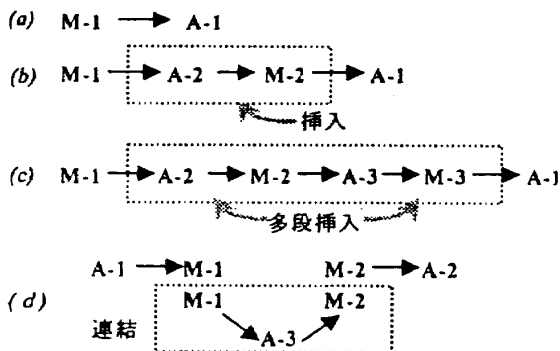 (a) M-1 → A-1
(b) M-1 → A-2 → M-2 → A-1
挿入
(c) M-1 → A-2 → M-2 → A-3 → M-3 → A-1
多段挿入
A-1 → M-1 M-2 → A-2
(d) M-1 M-2
連結 A-3